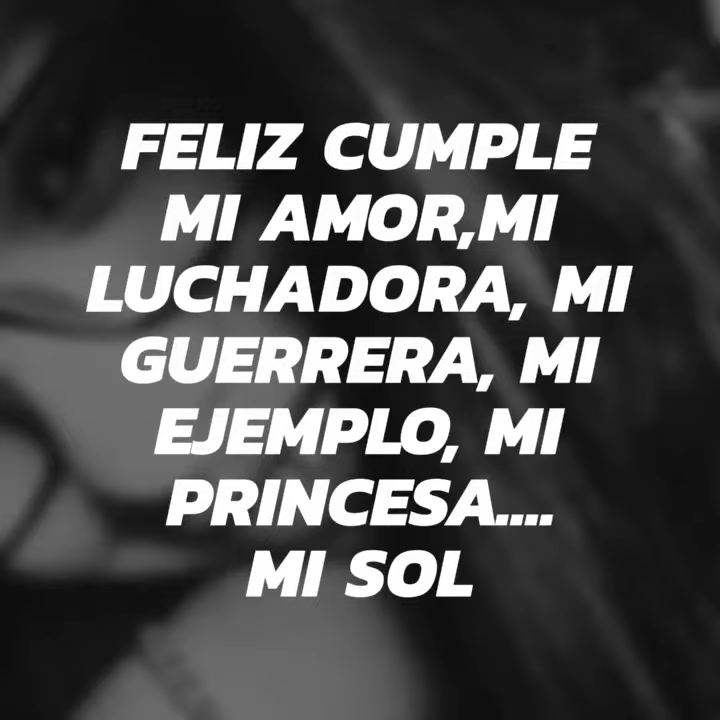 FELIZ CUMPLE
MI AMOR,MI
LUCHADORA, MI
GUERRERA, MI
EJEMPLO, MI
PRINCESA....
MI SOL